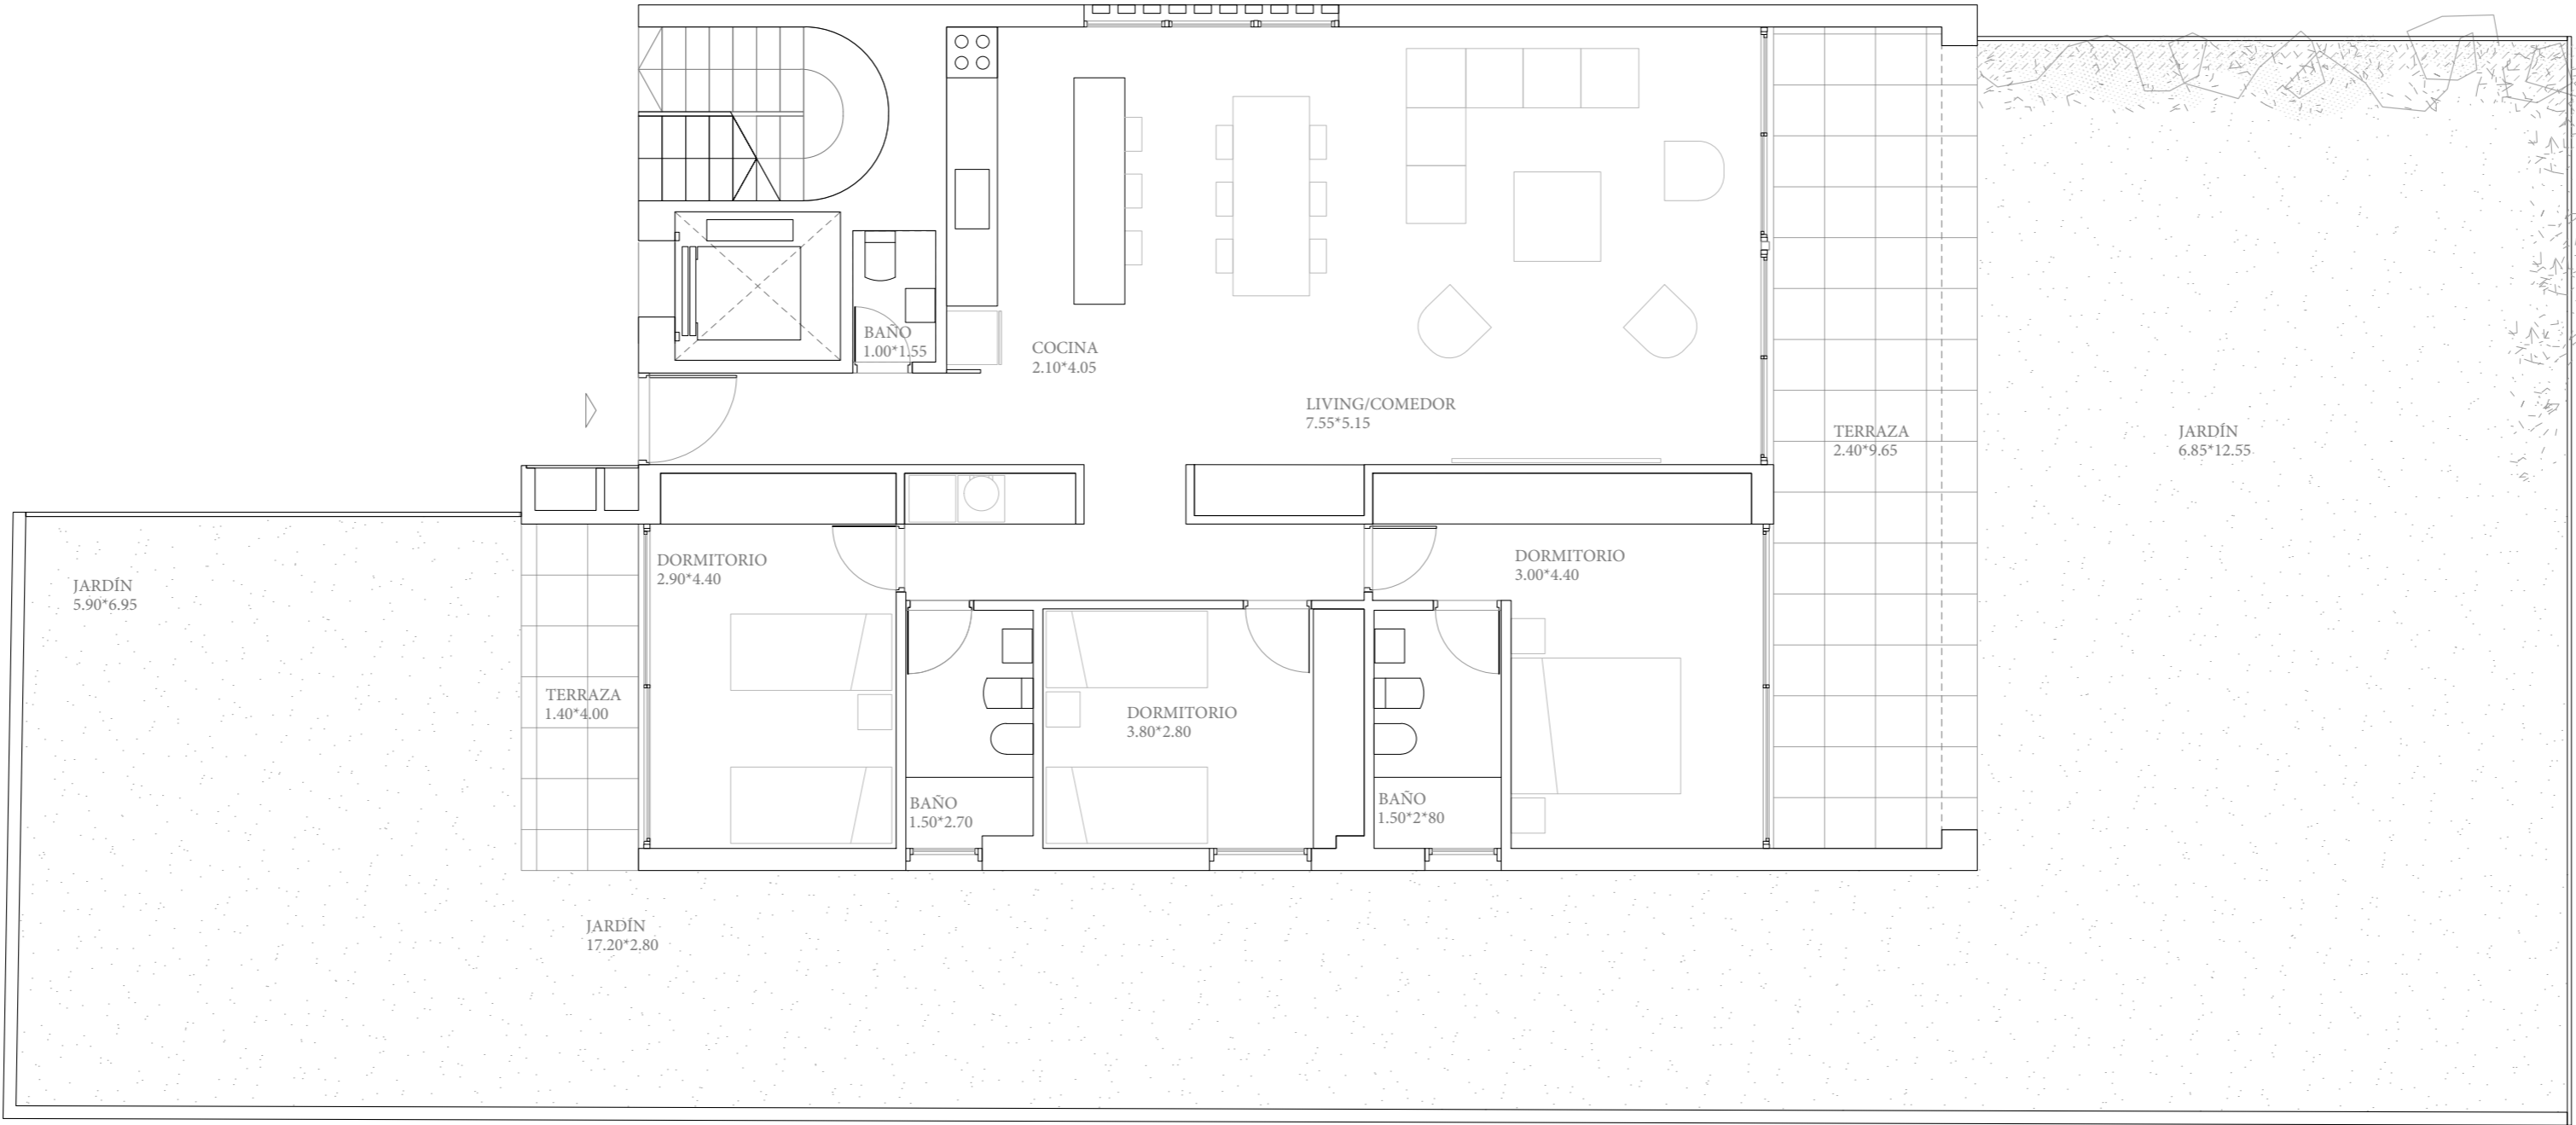 BAÑO
1.00*1.55
COCINA
2.10*4.05
LIVING/COMEDOR
7.55*5.15
TERRAZA
2.40*9.65
JARDÍN
6.85*12.55
JARDÍN
5.90*6.95
DORMITORIO
2.90*4.40
DORMITORIO
3.00*4.40
TERRAZA
1.40*4.00
DORMITORIO
3.80*2.80
BAÑO
1.50*2.70
BAÑO
1.50*2*80
JARDÍN
17.20*2.80